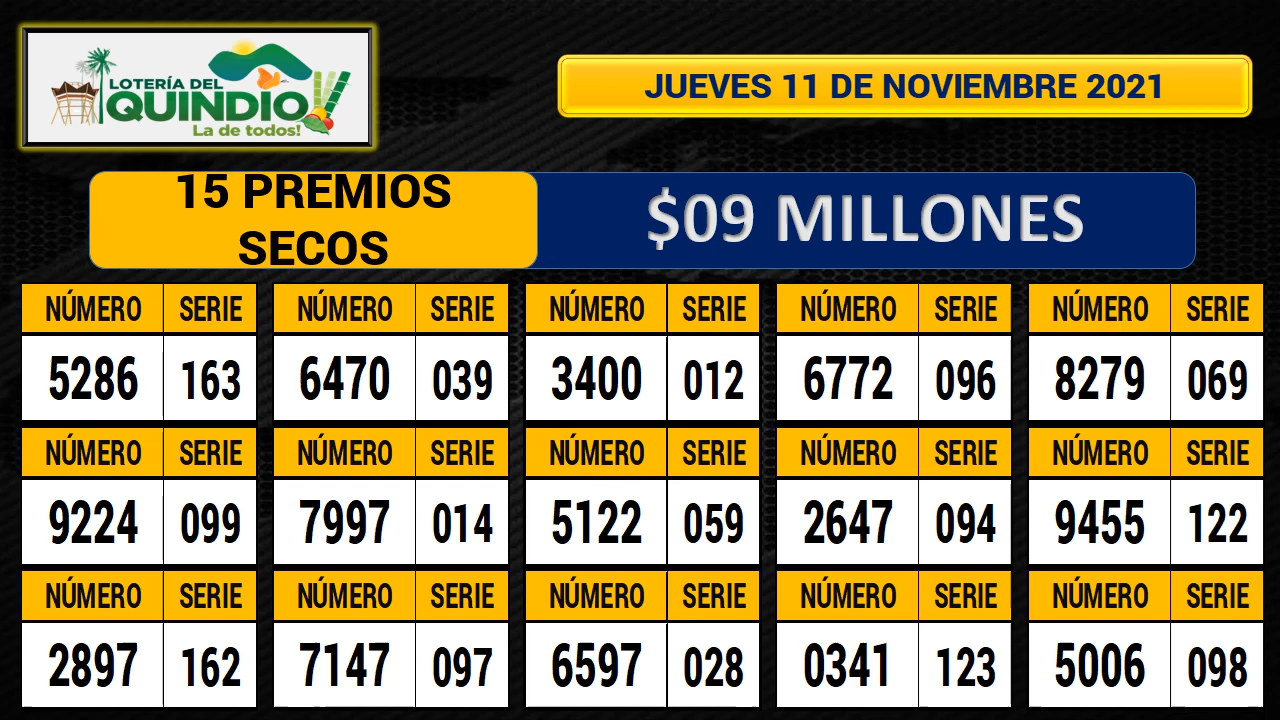 LOTERÍA DEL
QUINDIO
La de todos!
JUEVES 11 DE NOVIEMBRE 2021
15 PREMIOS
SECOS
$09 MILLONES
NÚMERO SERIE NÚMERO SERIE NÚMERO SERIE NÚMERO SERIE NÚMERO SERIE
5286 163 6470 039 3400 012 6772 096 8279 069
NÚMERO SERIE NÚMERO SERIE NÚMERO SERIE NÚMERO SERIE NÚMERO SERIE
9224 099 7997 014 5122 059 2647 094 9455 122
NÚMERO SERIE NÚMERO SERIE NÚMERO SERIE NÚMERO SERIE NÚMERO SERIE
2897 162 7147 097 6597 028 0341 123 5006 098